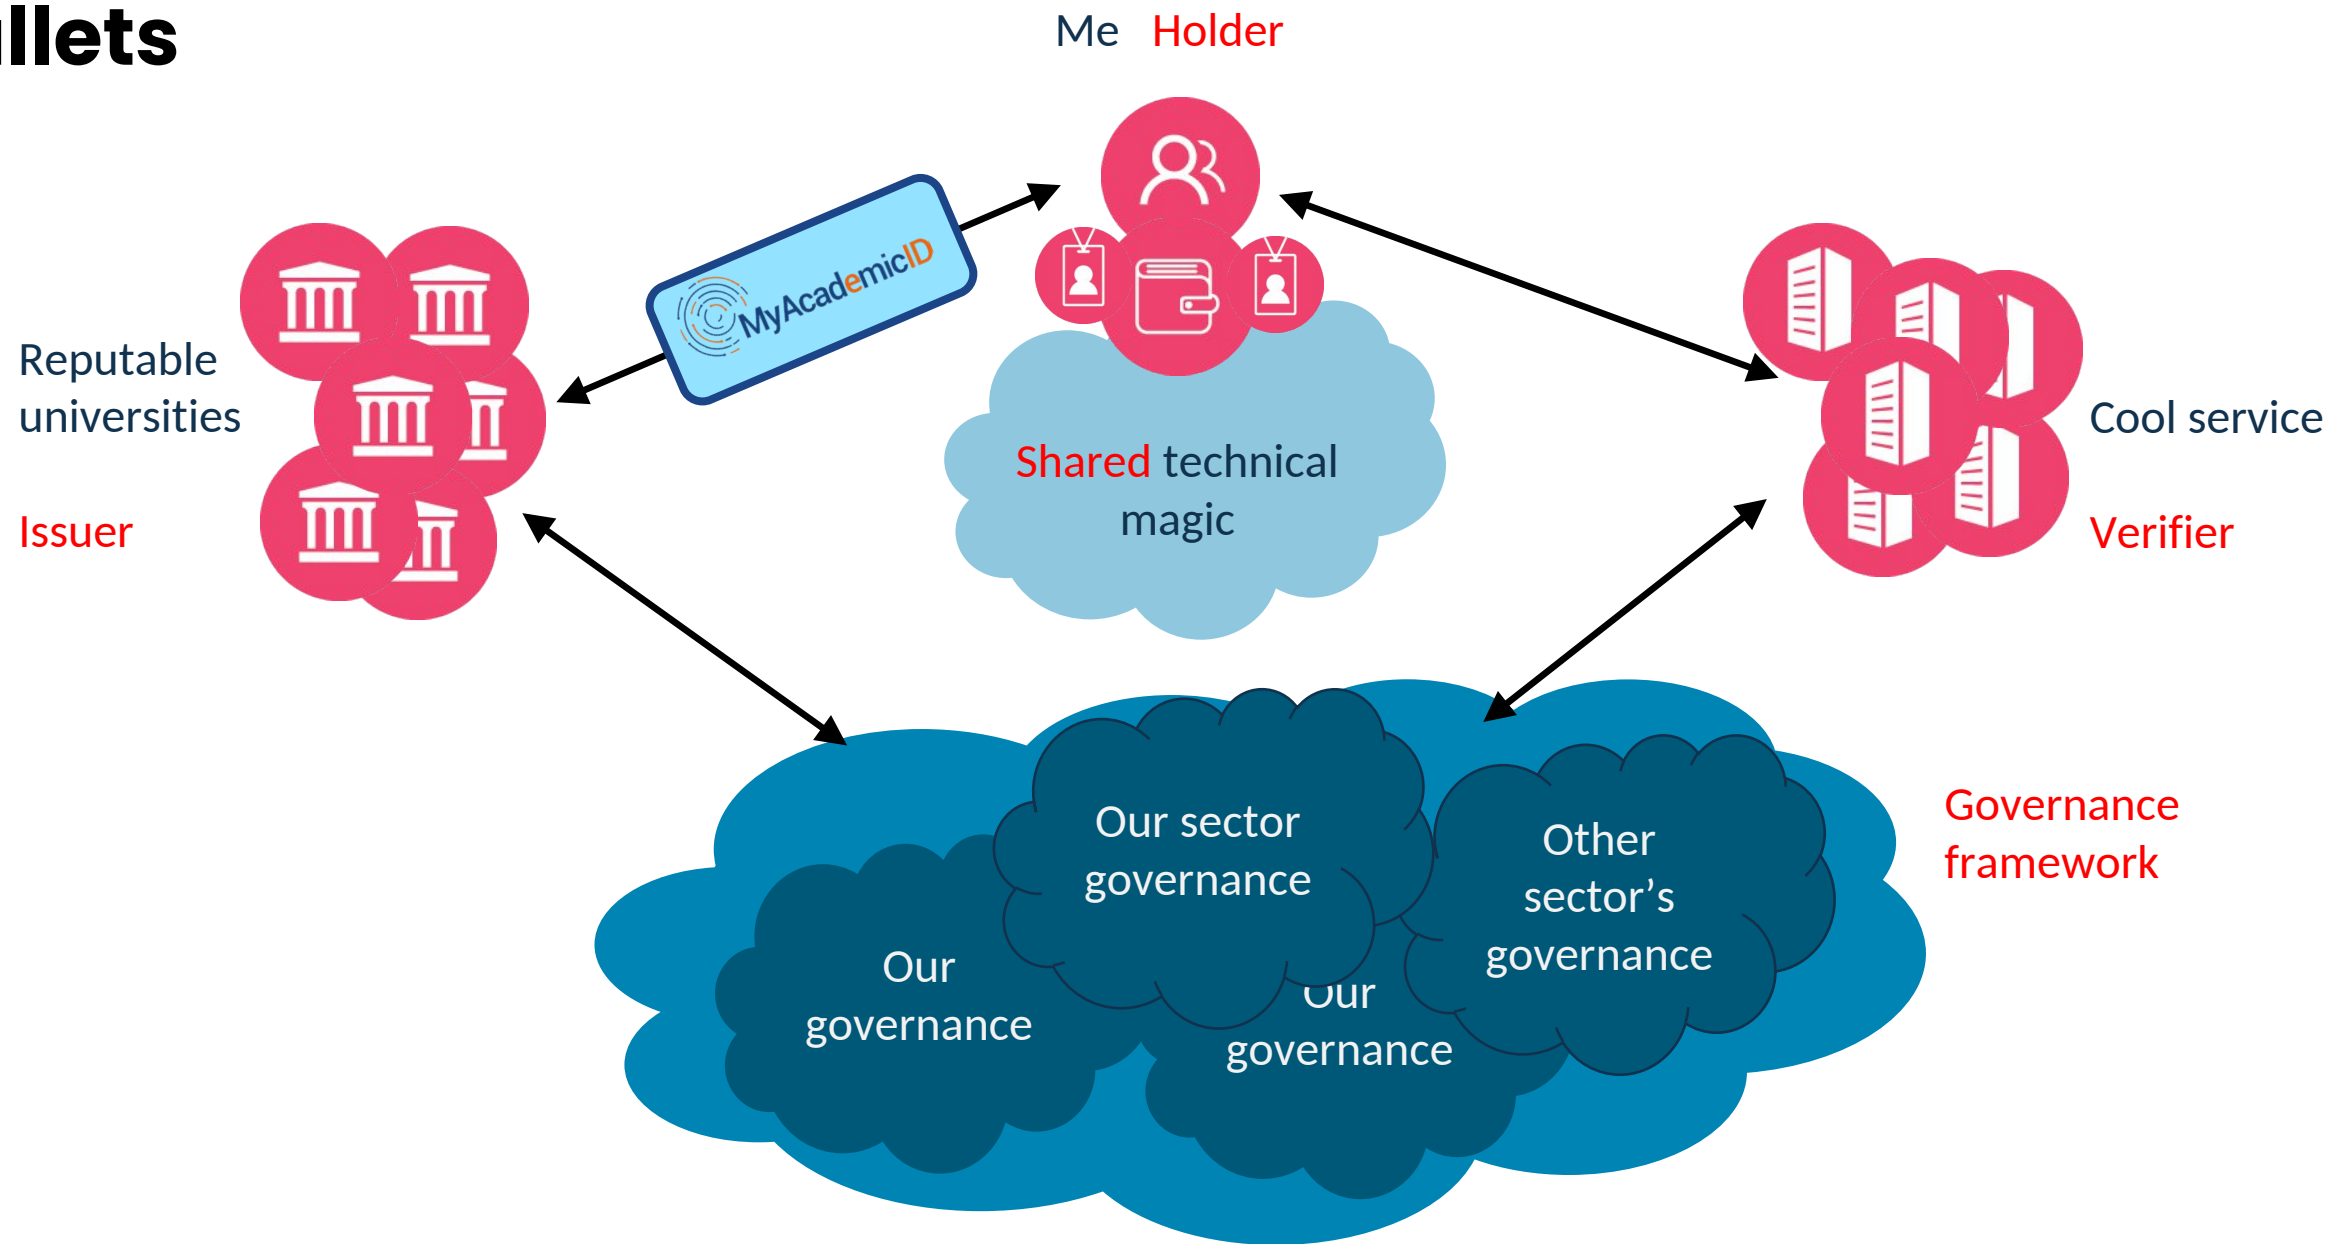 llets
Me Holder
MyAcademicID
Reputable
universities
Issuer
Shared technical
magic
Cool service
Verifier
Our sector
governance
Other
sector’s
governance
Governance
framework
Our
governance
Our
governance